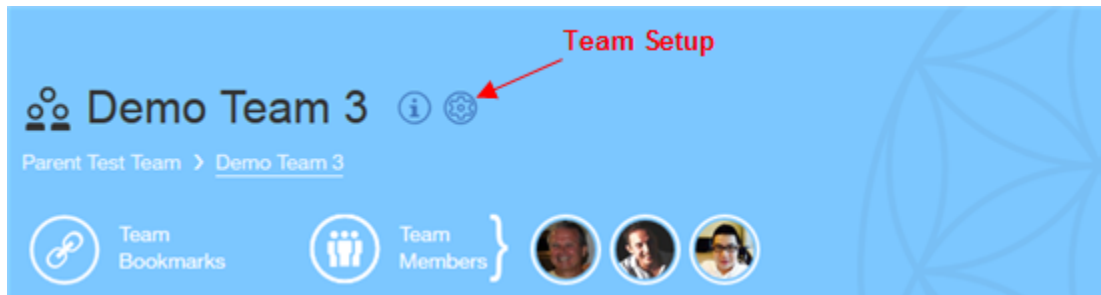 Team Setup
Demo Team 3
Parent Test Team > Demo Team 3
Team
Bookmarks
Team
Members